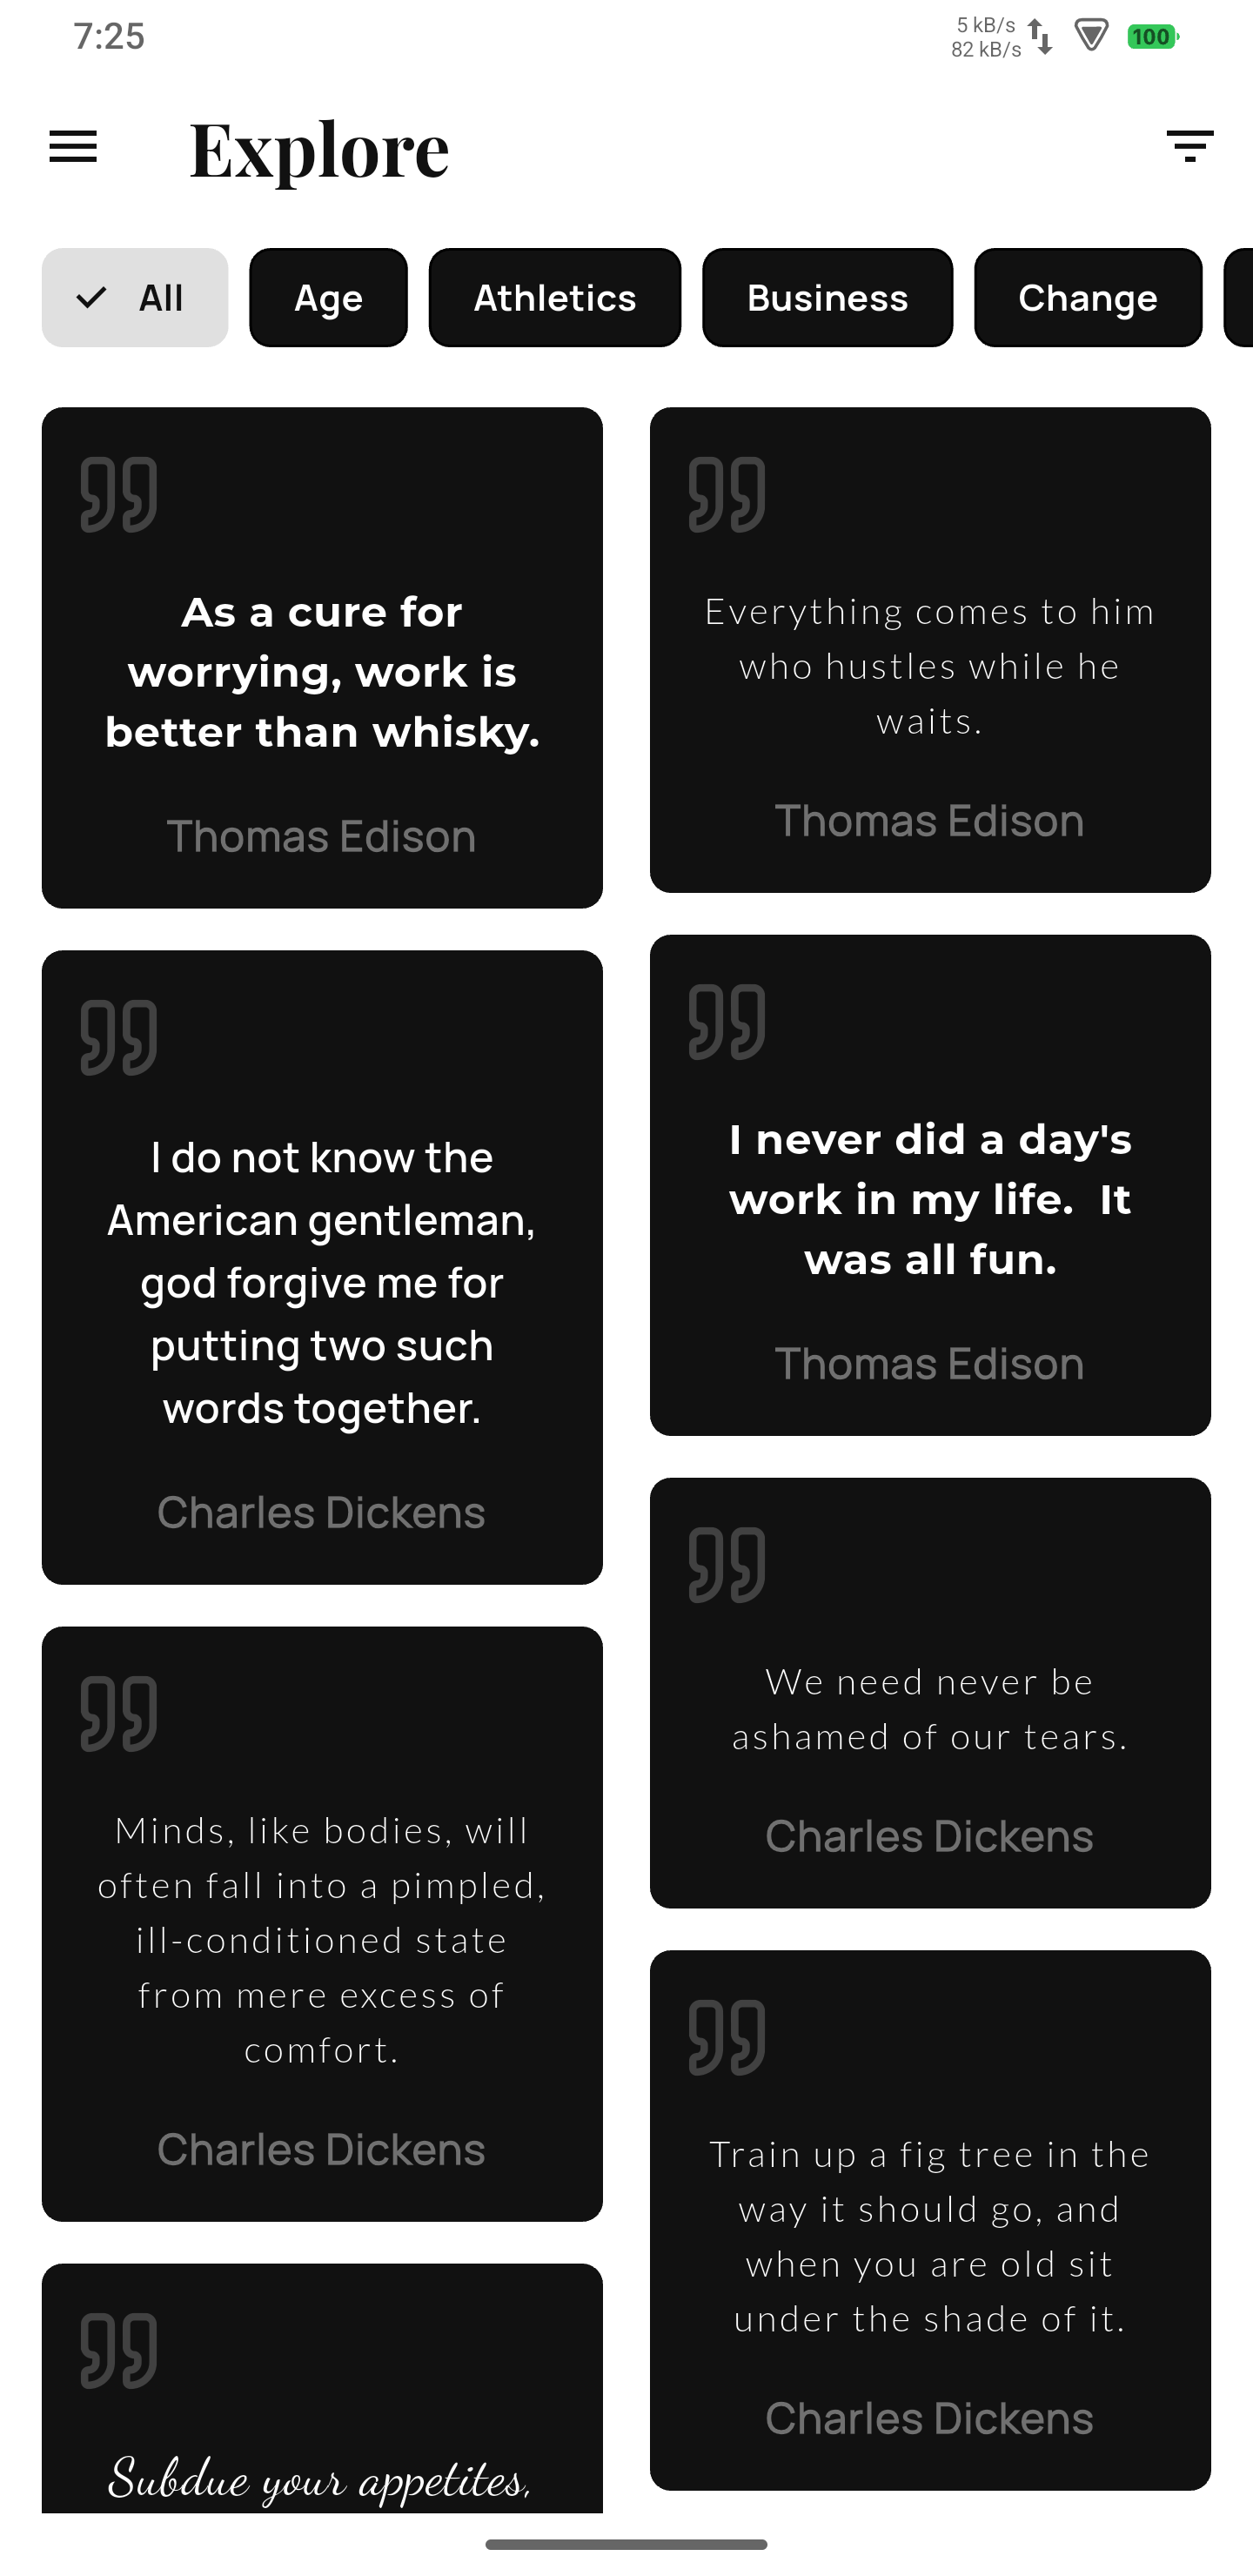 7:25
5 kB/s
82 kB/s
100
Explore
All
Age
Athletics
Business
Change
As a cure for
worrying, work is
better than whisky.
Thomas Edison
Everything comes to him
who hustles while he
waits.
Thomas Edison
I do not know the
American gentleman,
god forgive me for
putting two such
words together.
Charles Dickens
I never did a day's
work in my life.  It
was all fun.
Thomas Edison
Minds, like bodies, will
often fall into a pimpled,
ill-conditioned state
from mere excess of
comfort.
Charles Dickens
We need never be
ashamed of our tears.
Charles Dickens
Train up a fig tree in the
way it should go, and
when you are old sit
under the shade of it.
Charles Dickens
Subdue your appetites,